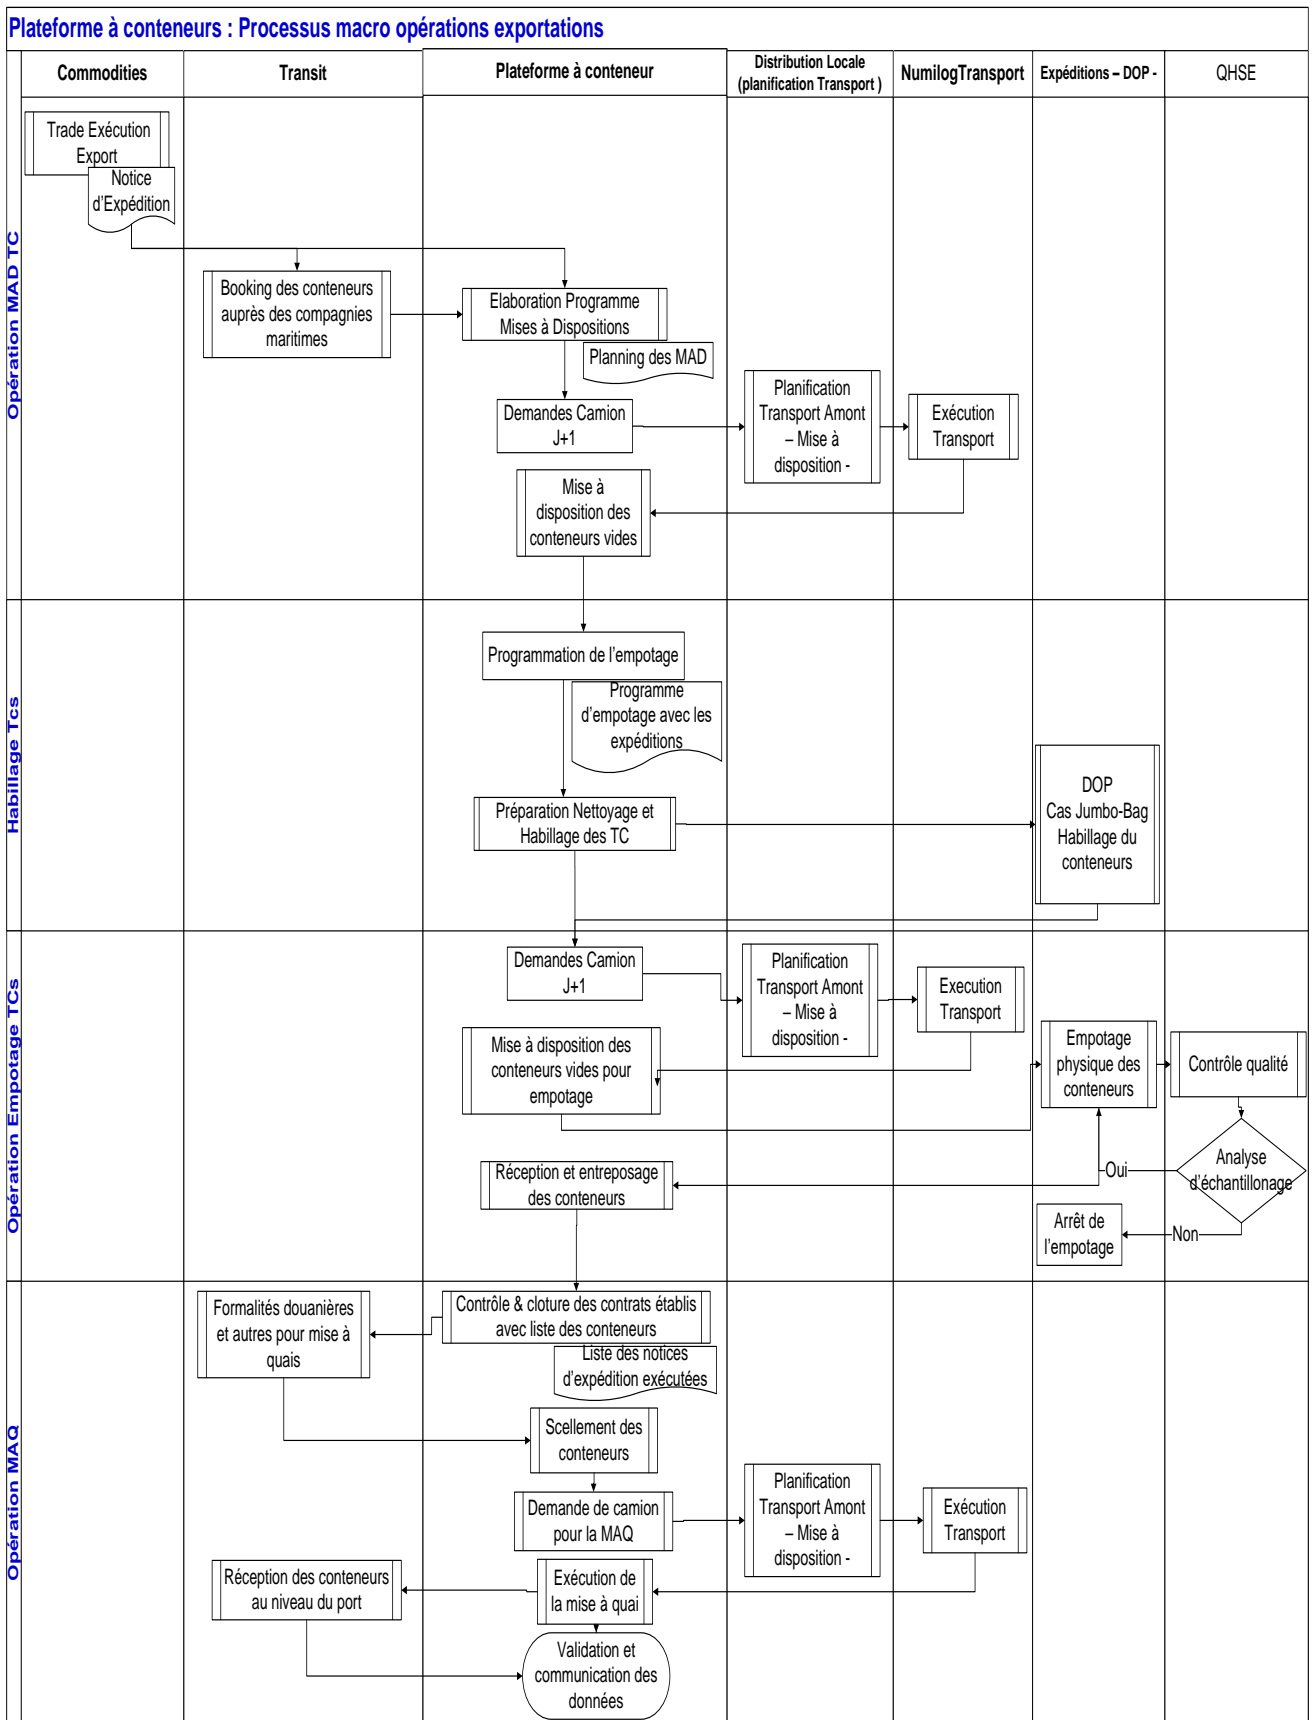 Plateforme à conteneurs : Processus macro opérations exportations
Commodities
Transit
Plateforme à conteneur
Distribution Locale
(planification Transport )
NumilogTransport
Expéditions – DOP -
QHSE
Opération MAD TC
Trade Exécution
Export
Notice
d'Expédition
Booking des conteneurs
auprès des compagnies
maritimes
Elaboration Programme
Mises à Dispositions
Planning des MAD
Demandes Camion
J+1
Planification
Transport Amont
– Mise à
disposition -
Exécution
Transport
Mise à
disposition des
conteneurs vides
Habillage Tcs
Programmation de l'empotage
Programme
d'empotage avec les
expéditions
Préparation Nettoyage et
Habillage des TC
DOP
Cas Jumbo-Bag
Habillage du
conteneurs
Opération Empotage TCs
Demandes Camion
J+1
Planification
Transport Amont
– Mise à
disposition -
Execution
Transport
Mise à disposition des
conteneurs vides pour
empotage
Empotage
physique des
conteneurs
Contrôle qualité
Analyse
d'échantillonage
Oui
Non
Arrêt de
l'empotage
Réception et entreposage
des conteneurs
Opération MAQ
Formalités douanières
et autres pour mise à
quais
Contrôle & cloture des contrats établis
avec liste des conteneurs
Liste des notices
d'expédition exécutées
Scellement des
conteneurs
Demande de camion
pour la MAQ
Planification
Transport Amont
– Mise à
disposition -
Exécution
Transport
Réception des conteneurs
au niveau du port
Exécution de
la mise à quai
Validation et
communication des
données